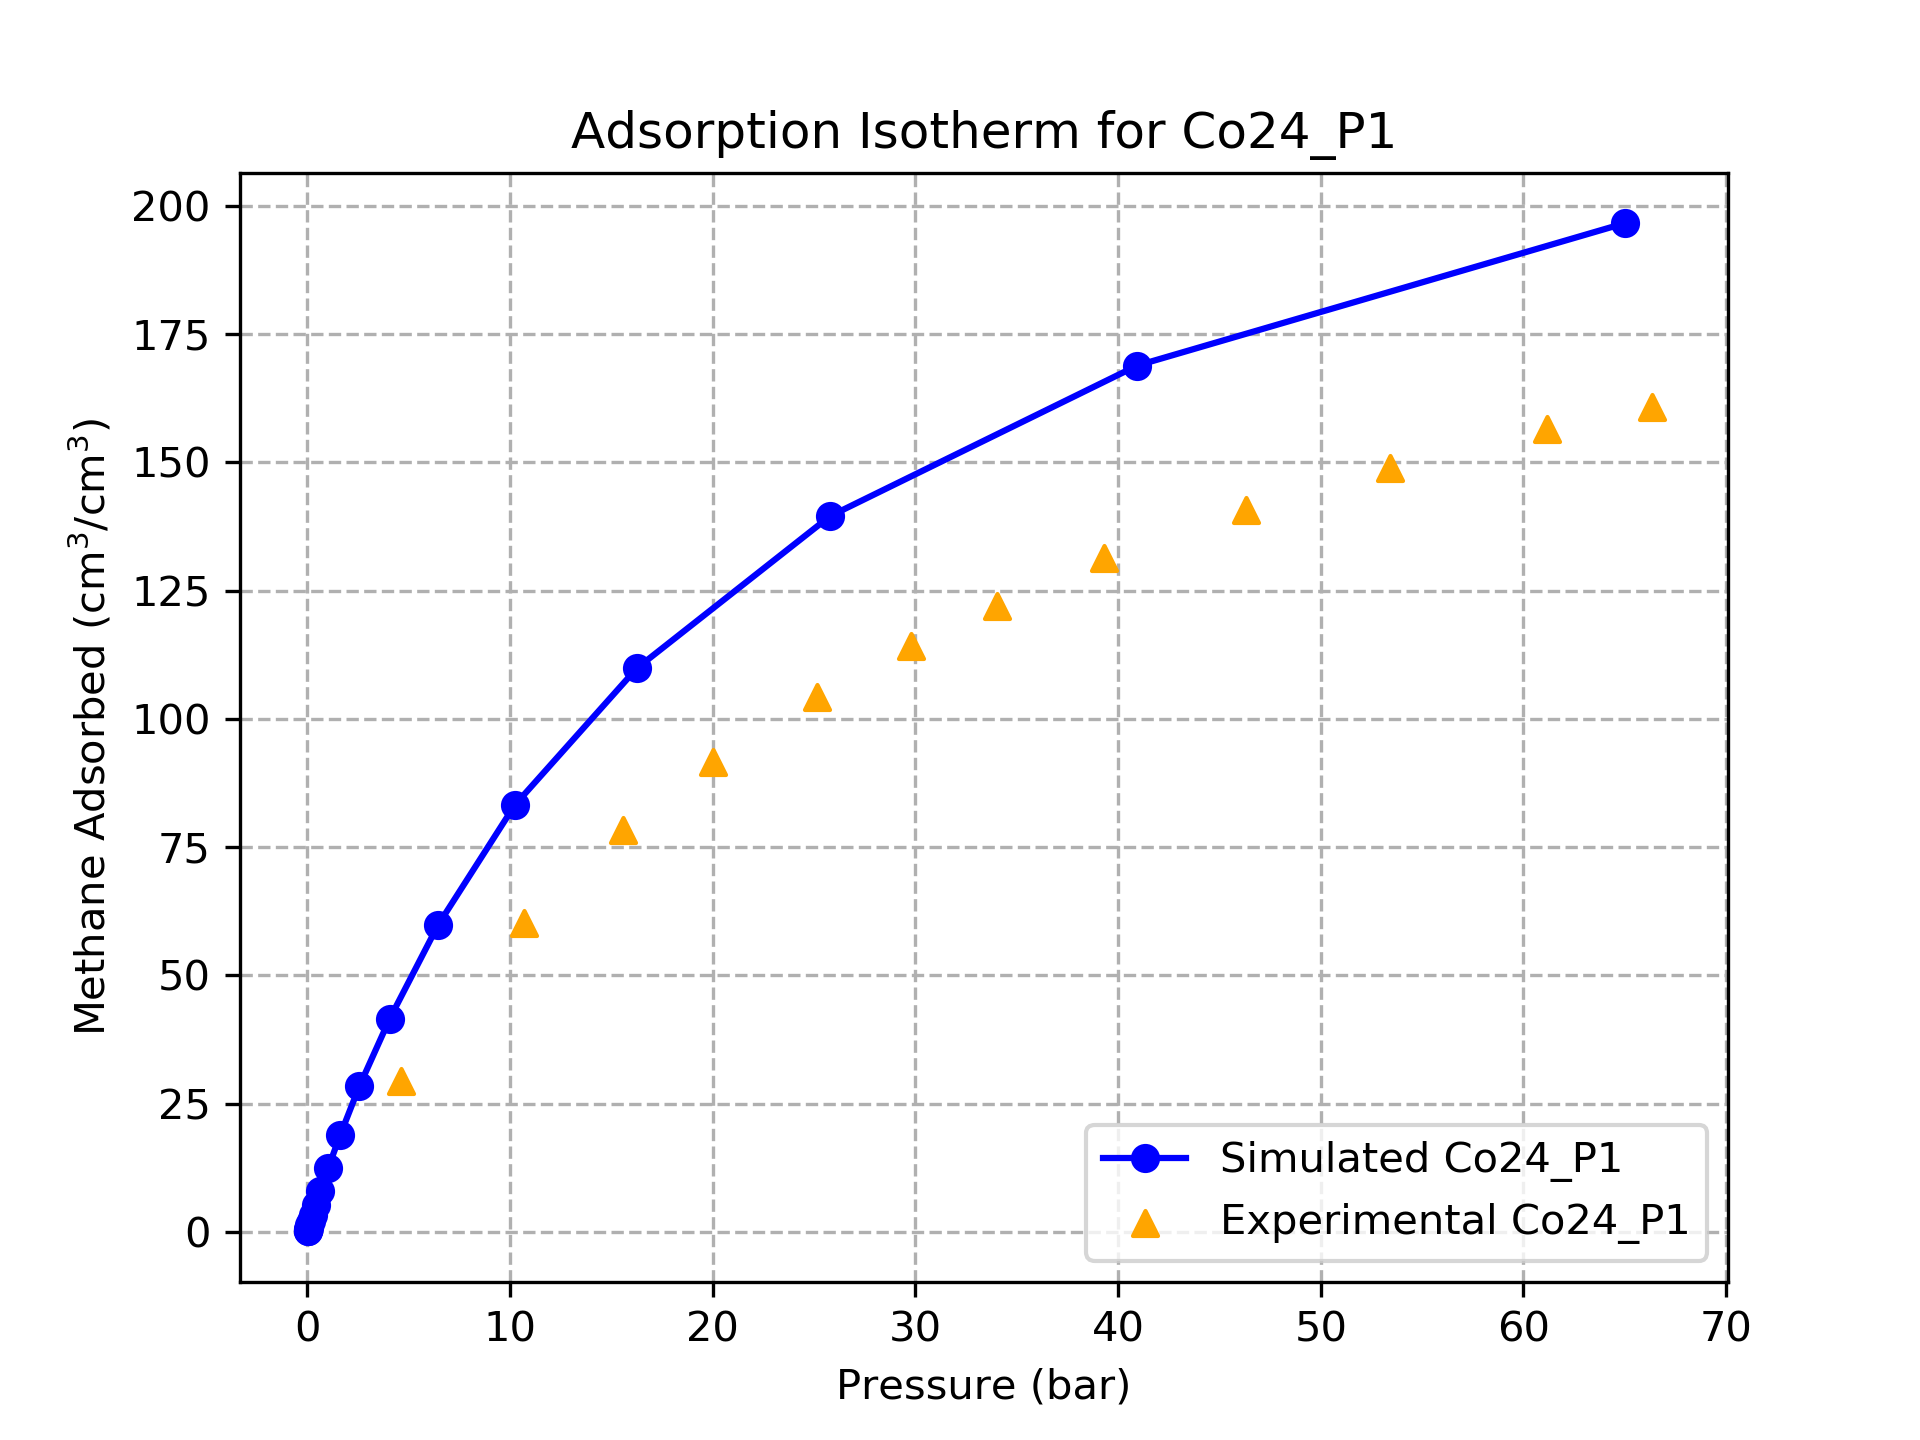 Adsorption Isotherm for Co24_P1
Methane Adsorbed (cm³/cm³)
200
175
150
125
100
75
50
25
0
Simulated Co24_P1
Experimental Co24_P1
0 10 20 30 40 50 60 70
Pressure (bar)